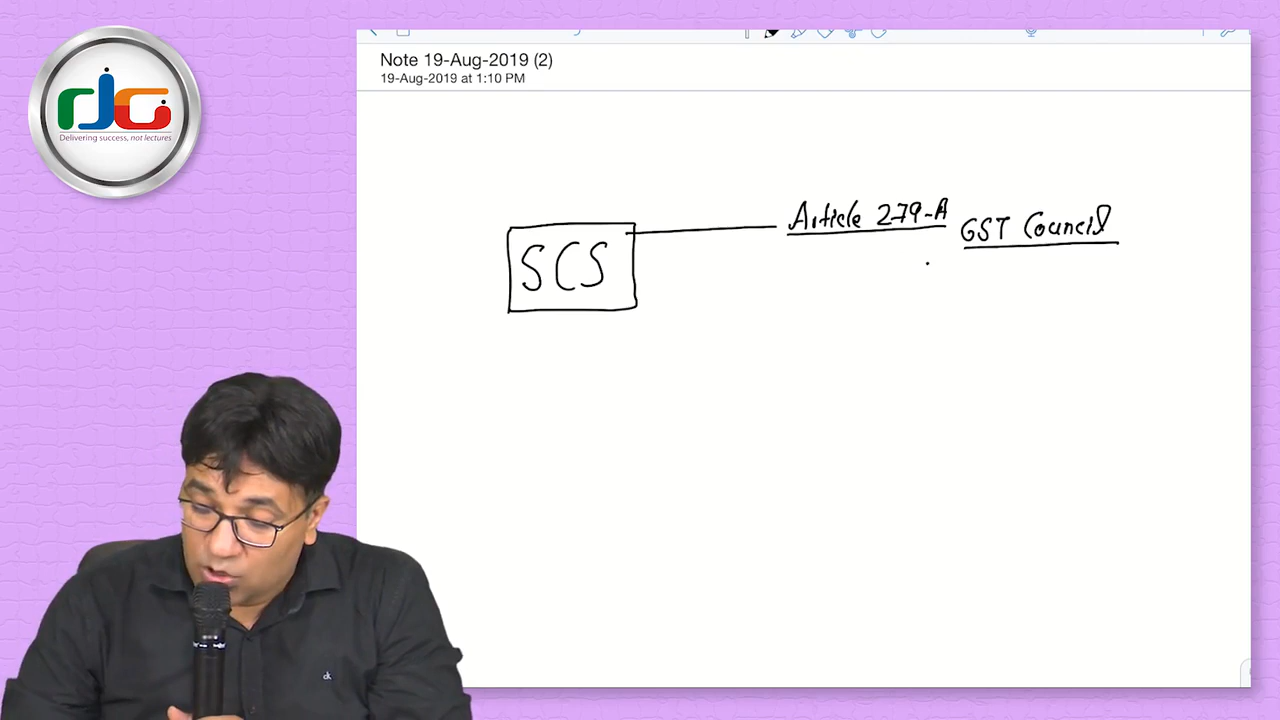 Delivering success, not lectures
Note 19-Aug-2019 (2)
19-Aug-2019 at 1:10 PM
SCS
Article 279-A GST Council